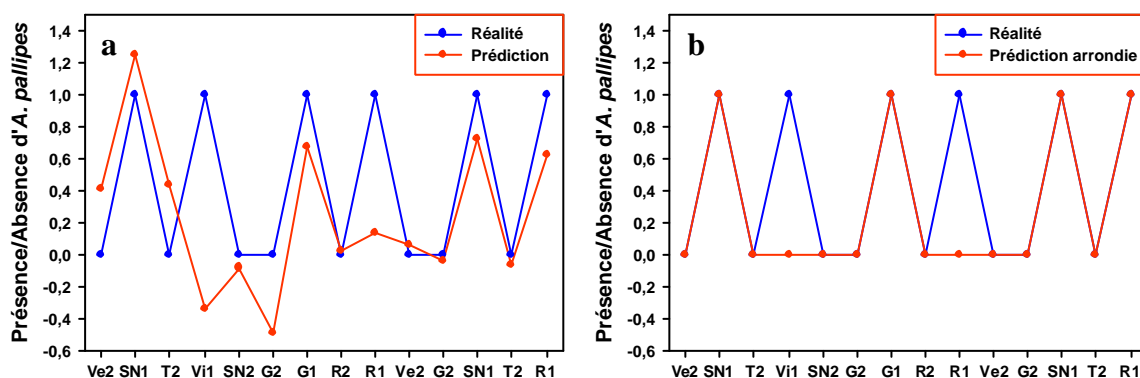 a
Réalité
Prédiction
Présence/Absence d'A. pallipes
1,4
1,2
1,0
0,8
0,6
0,4
0,2
0,0
-0,2
-0,4
-0,6
Ve2 SN1 T2 Vi1 SN2 G2 G1 R2 R1 Ve2 G2 SN1 T2 R1
b
Réalité
Prédiction arrondie
Présence/Absence d'A. pallipes
1,4
1,2
1,0
0,8
0,6
0,4
0,2
0,0
-0,2
-0,4
-0,6
Ve2 SN1 T2 Vi1 SN2 G2 G1 R2 R1 Ve2 G2 SN1 T2 R1